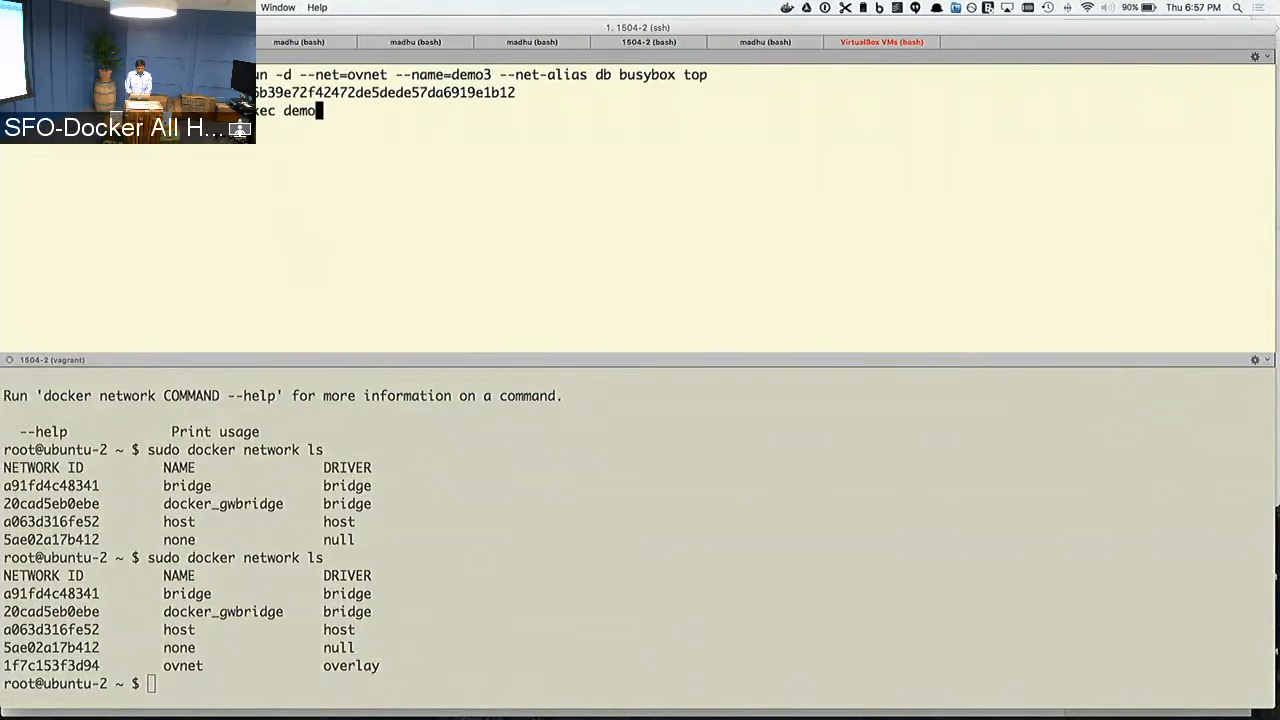 Window Help 90% Thu 6:57 PM
1. 1504-2 (ssh)
madhu (bash) madhu (bash) madhu (bash) 1504-2 (bash) madhu (bash) VirtualBox VMs (bash)
un -d --net=ovnet --name=demo3 --net-alias db busybox top
b39e72f42472de5dede57da6919e1b12
ec demo
SFO-Docker All H...
1504-2 (vagrant)
Run 'docker network COMMAND --help' for more information on a command.
--help Print usage
root@ubuntu-2 ~ $ sudo docker network ls
NETWORK ID NAME DRIVER
a91fd4c48341 bridge bridge
20cad5eb0ebe docker_gwbridge bridge
a063d316fe52 host host
5ae02a17b412 none null
root@ubuntu-2 ~ $ sudo docker network ls
NETWORK ID NAME DRIVER
a91fd4c48341 bridge bridge
20cad5eb0ebe docker_gwbridge bridge
a063d316fe52 host host
5ae02a17b412 none null
1f7c153f3d94 ovnet overlay
root@ubuntu-2 ~ $